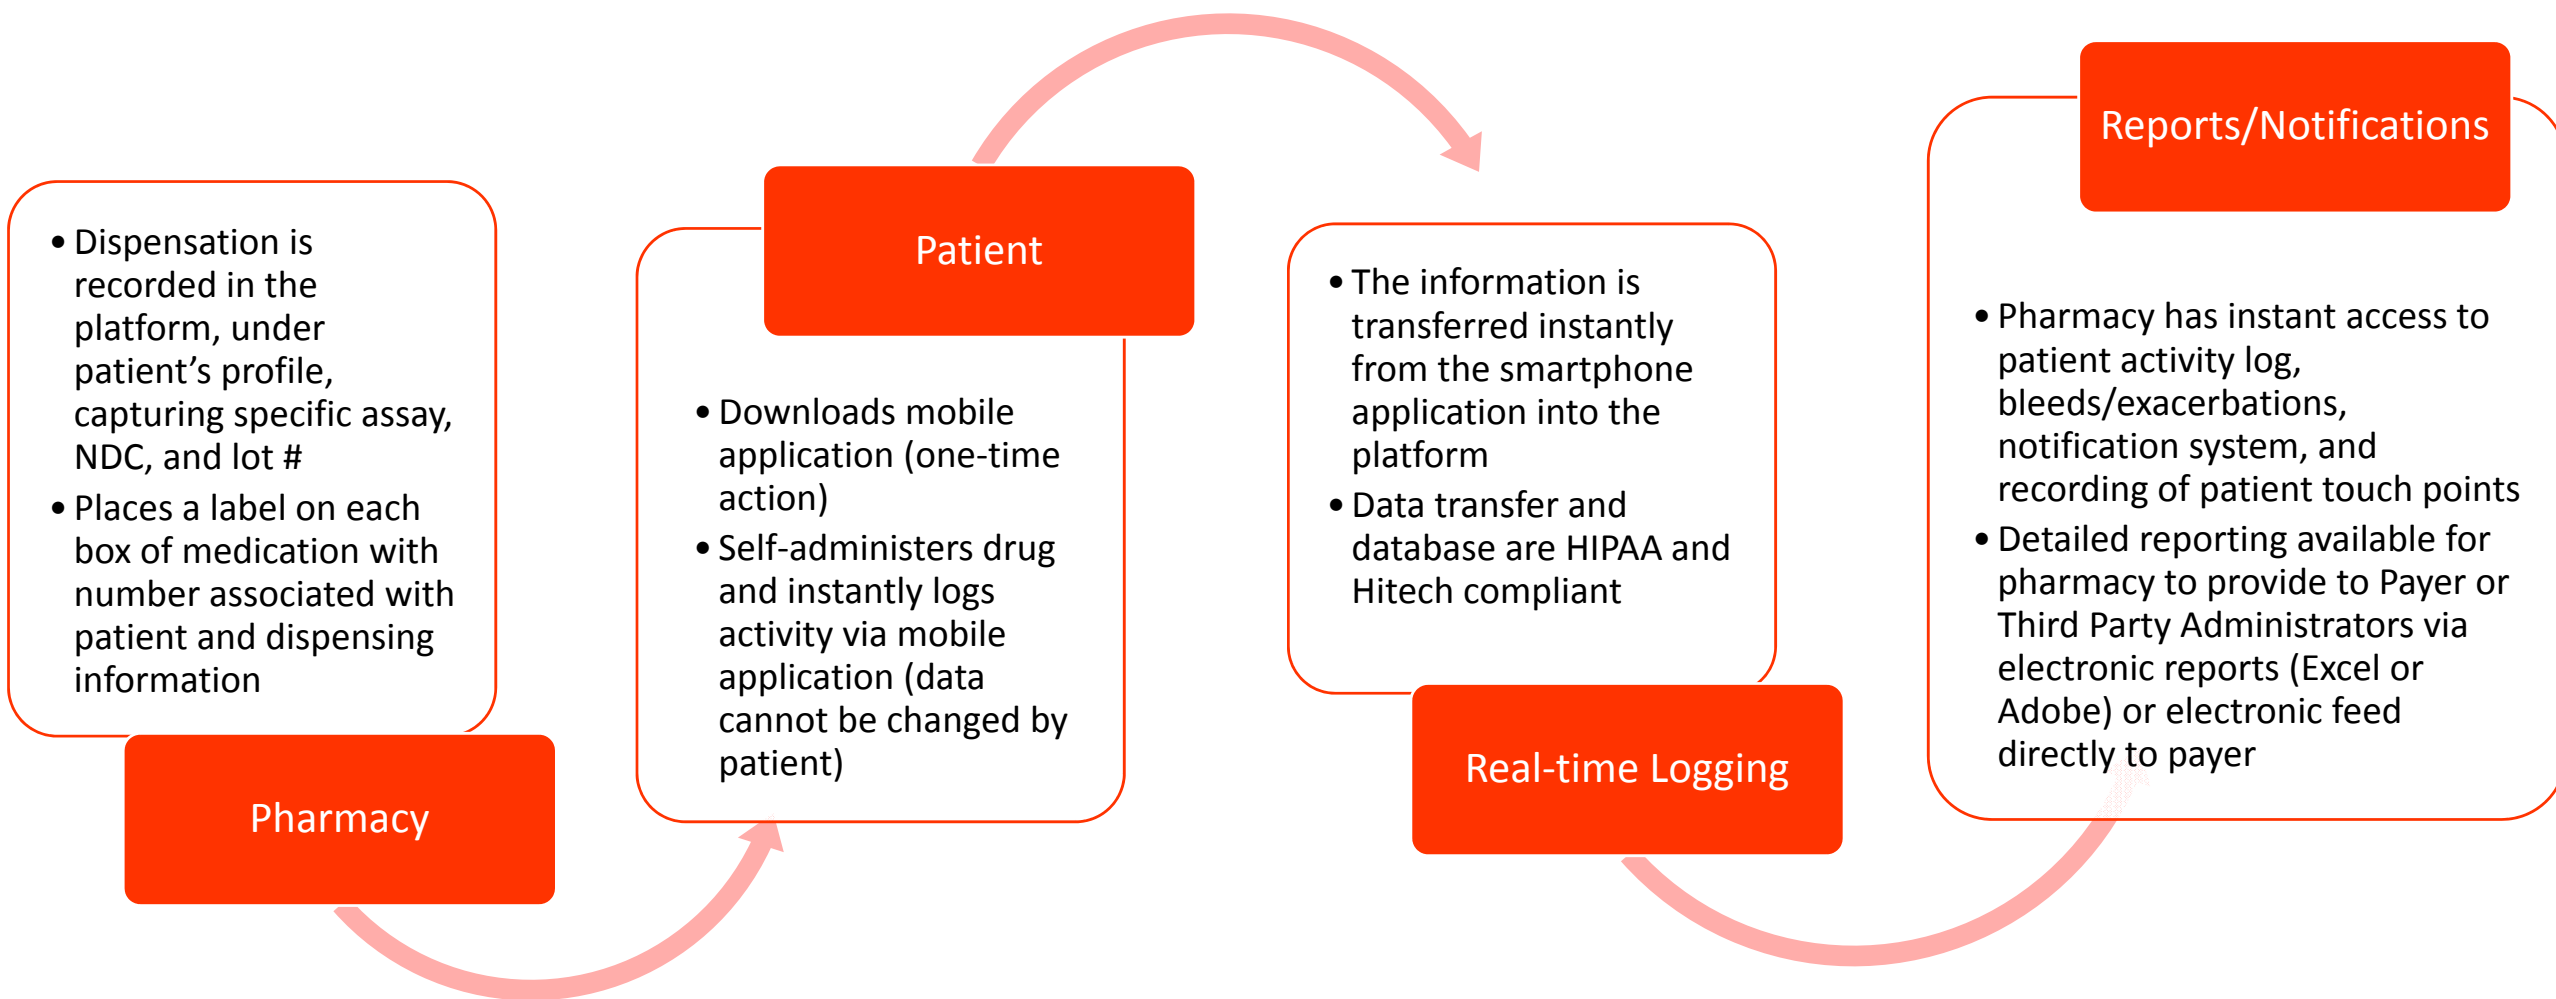 • Dispensation is
recorded in the
platform, under
patient’s profile,
capturing specific assay,
NDC, and lot #
• Places a label on each
box of medication with
number associated with
patient and dispensing
information
Pharmacy
Patient
• Downloads mobile
application (one-time
action)
• Self-administers drug
and instantly logs
activity via mobile
application (data
cannot be changed by
patient)
• The information is
transferred instantly
from the smartphone
application into the
platform
• Data transfer and
database are HIPAA and
Hitech compliant
Real-time Logging
Reports/Notifications
• Pharmacy has instant access to
patient activity log,
bleeds/exacerbations,
notification system, and
recording of patient touch points
• Detailed reporting available for
pharmacy to provide to Payer or
Third Party Administrators via
electronic reports (Excel or
Adobe) or electronic feed
directly to payer